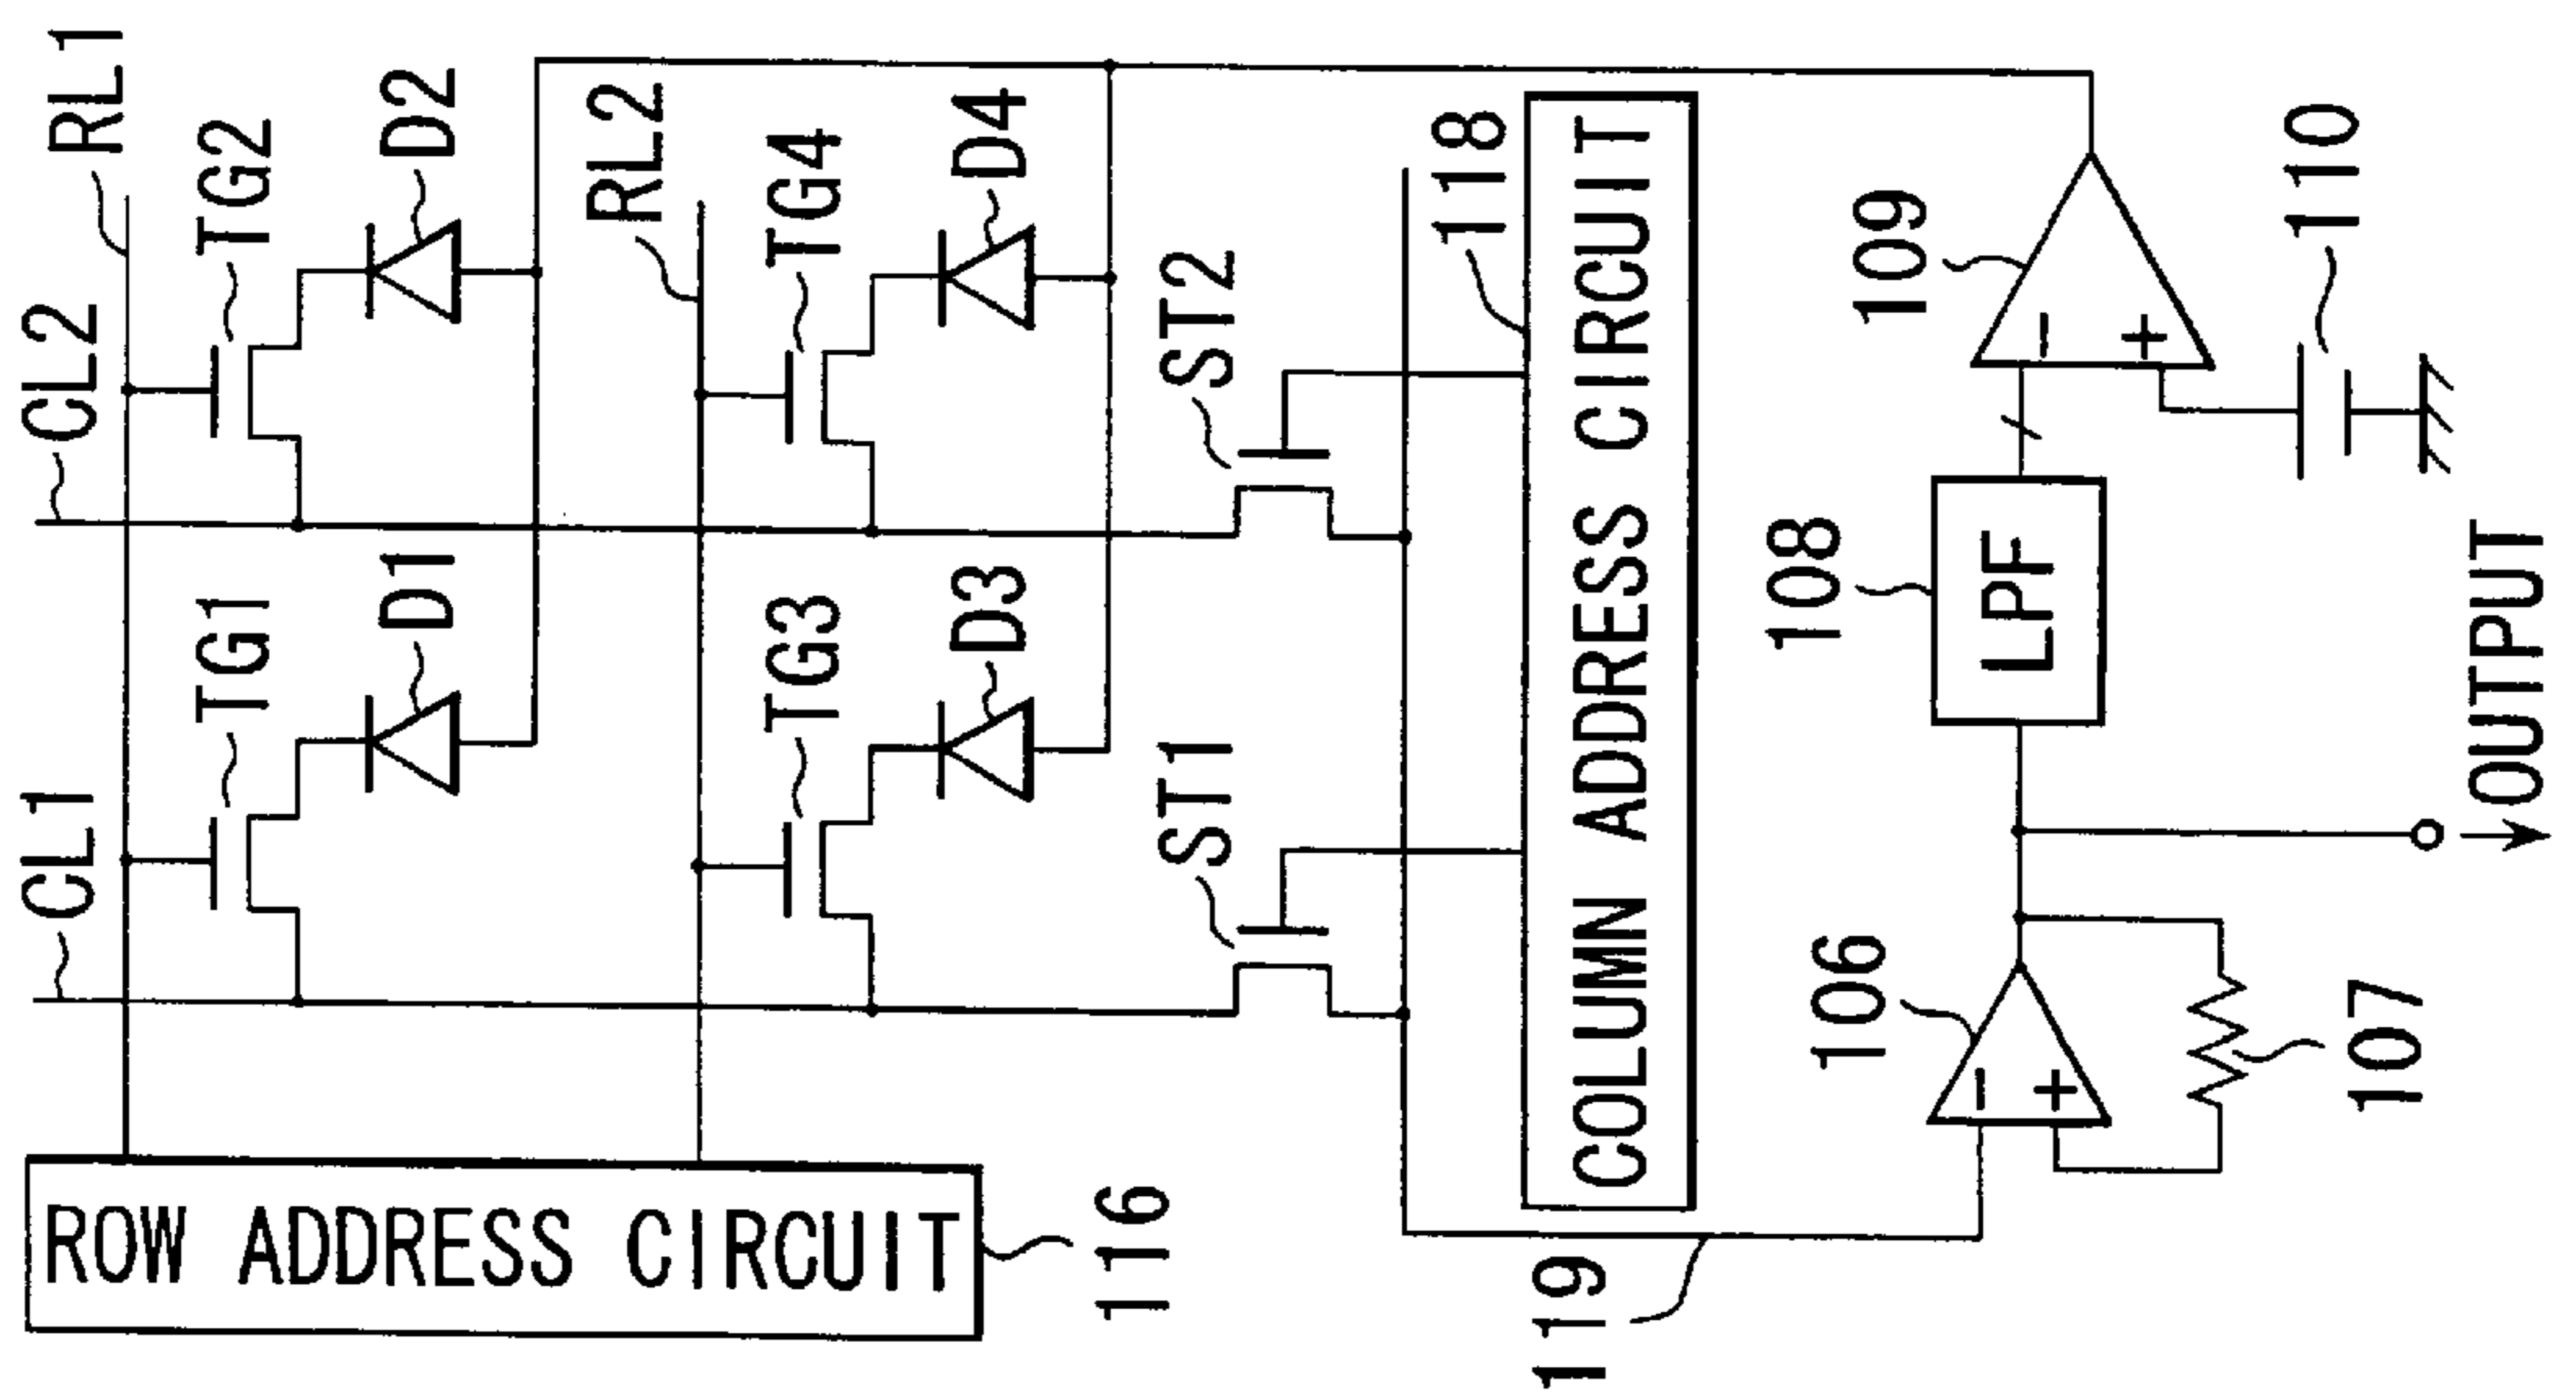 ROW ADDRESS CIRCUIT
CL1
CL2
RL1
TG1
TG2
D1
D2
RL2
TG3
TG4
D3
D4
116
ST1
ST2
118
119
COLUMN ADDRESS CIRCUIT
106
108
109
−
+
LPF
−
+
107
110
OUTPUT